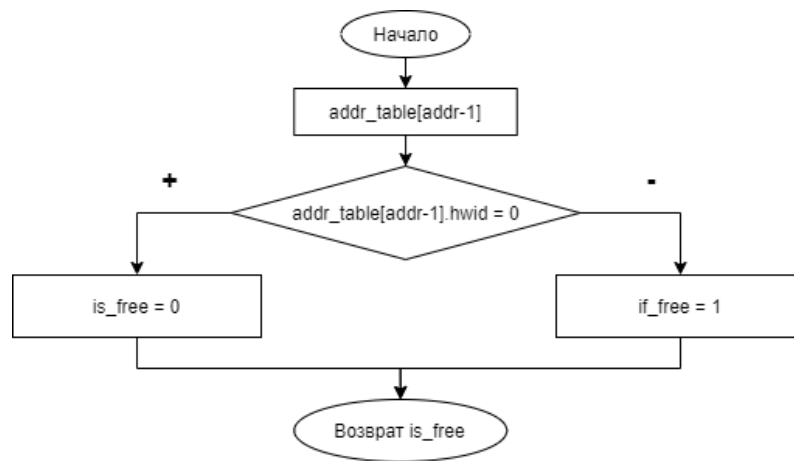 Начало
addr_table[addr-1]
+
-
addr_table[addr-1].hwid = 0
is_free = 0
if_free = 1
Возврат is_free